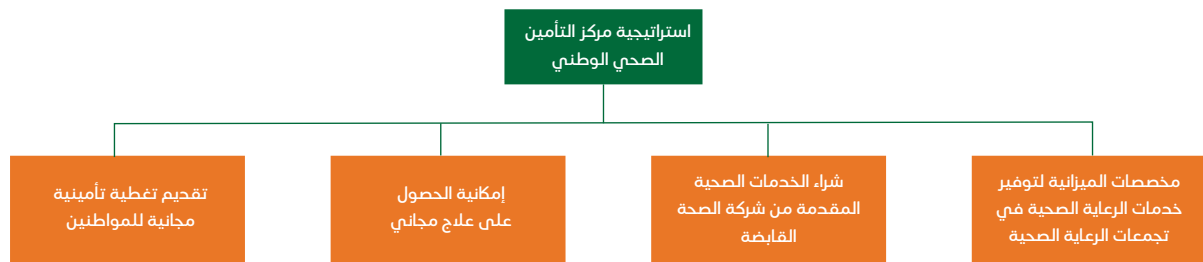 استراتيجية مركز التأمين
الصحي الوطني
مخصصات الميزانية لتوفير
خدمات الرعاية الصحية في
تجمعات الرعاية الصحية
شراء الخدمات الصحية
المقدمة من شركة الصحة
القابضة
إمكانية الحصول
على علاج مجاني
تقديم تغطية تأمينية
مجانية للمواطنين